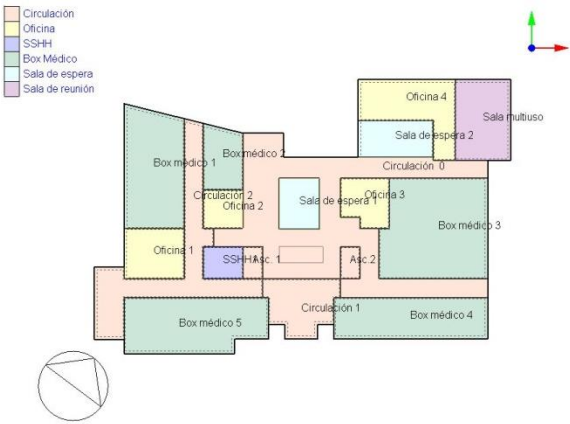 Circulación
Oficina
SSHH
Box Médico
Sala de espera
Sala de reunión
Oficina 4
Sala multiuso
Sala de espera 2
Box médico 2
Box médico 1
Circulación 0
Circulación 2
Oficina 3
Sala de espera 1
Oficina 2
Box médico 3
Oficina 1
Asc. 1
Asc.2
Circulación 1
Box médico 4
Box médico 5